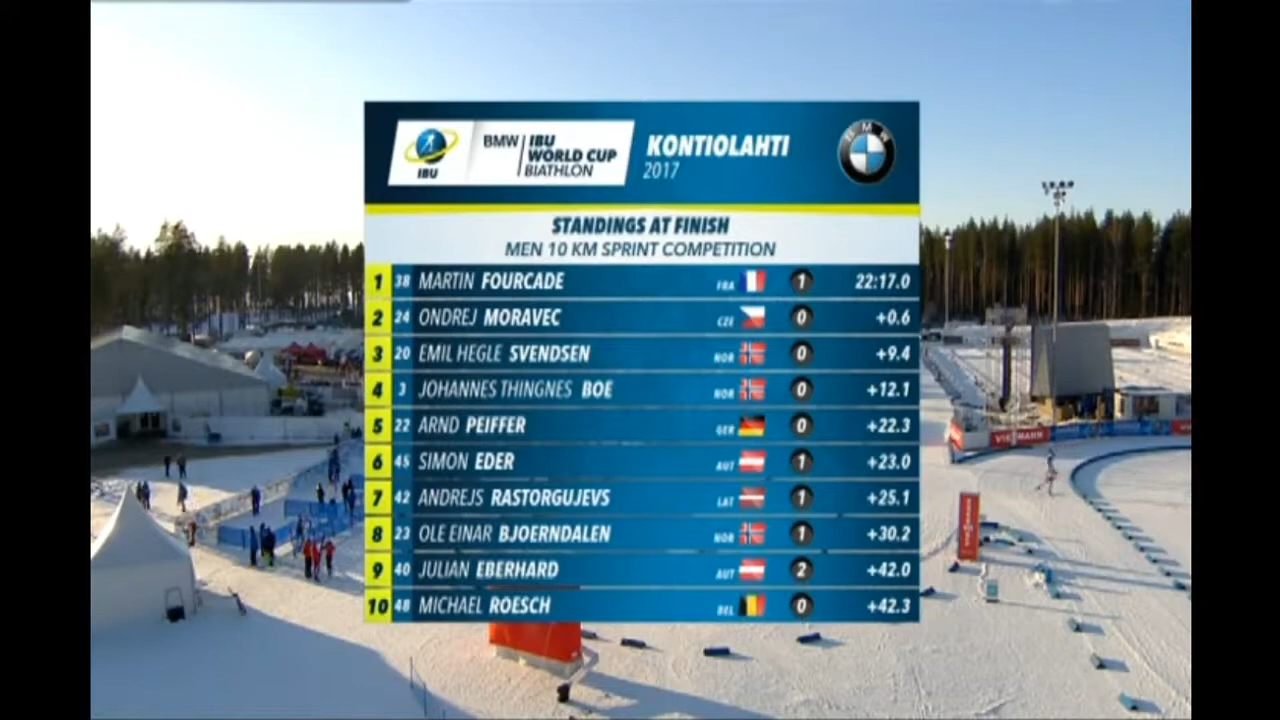 IBU
BMW IBU WORLD CUP BIATHLON
KONTIOLAHTI
2017
BMW
STANDINGS AT FINISH
MEN 10 KM SPRINT COMPETITION
1 38 MARTIN FOURCADE FRA 1 22:17.0
2 24 ONDREJ MORAVEC CZE 0 +0.6
3 20 EMIL HEGLE SVENDSEN NOR 0 +9.4
4 3 JOHANNES THINGNES BOE NOR 0 +12.1
5 22 ARND PEIFFER GER 0 +22.3
6 45 SIMON EDER AUT 1 +23.0
7 42 ANDREJS RASTORGUJEVS LAT 1 +25.1
8 23 OLE EINAR BJOERNDALEN NOR 1 +30.2
9 40 JULIAN EBERHARD AUT 2 +42.0
10 48 MICHAEL ROESCH BEL 0 +42.3
VIESSMANN